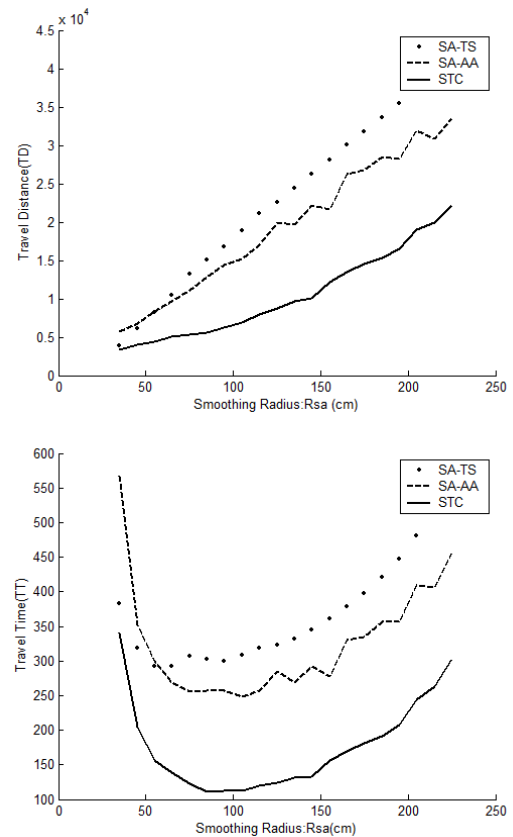 x 10^4
4.5
4
3.5
3
2.5
2
1.5
1
0.5
0
Travel Distance(TD)
SA-TS
SA-AA
STC
0 50 100 150 200 250
Smoothing Radius:Rsa (cm)
600
550
500
450
400
350
300
250
200
150
100
Travel Time(TT)
SA-TS
SA-AA
STC
0 50 100 150 200 250
Smoothing Radius:Rsa(cm)